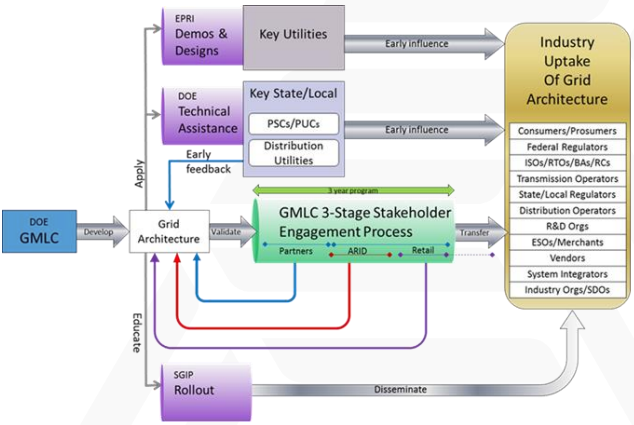 EPRI
Demos &
Designs
Key Utilities
Early influence
Industry
Uptake
Of Grid
Architecture
DOE
Technical
Assistance
Key State/Local
PSCs/PUCs
Distribution
Utilities
Early influence
Early
feedback
Apply
3 year program
DOE
GMLC
Develop
Grid
Architecture
Validate
GMLC 3-Stage Stakeholder
Engagement Process
Partners
ARID
Retail
Transfer
Consumers/Prosumers
Federal Regulators
ISOs/RTOs/BAs/RCs
Transmission Operators
State/Local Regulators
Distribution Operators
R&D Orgs
ESOs/Merchants
Vendors
System Integrators
Industry Orgs/SDOs
Educate
SGIP
Rollout
Disseminate